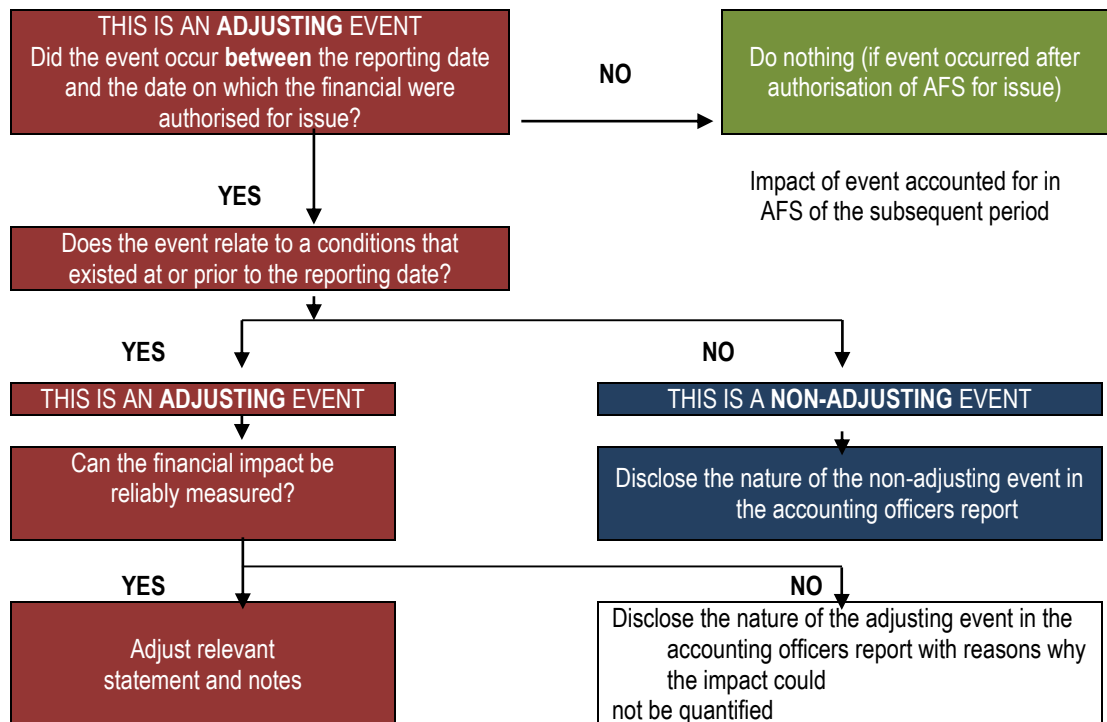 THIS IS AN ADJUSTING EVENT
Did the event occur between the reporting date
and the date on which the financial were
authorised for issue?
NO
Do nothing (if event occurred after
authorisation of AFS for issue)
Impact of event accounted for in
AFS of the subsequent period
YES
Does the event relate to a conditions that
existed at or prior to the reporting date?
YES
NO
THIS IS AN ADJUSTING EVENT
THIS IS A NON-ADJUSTING EVENT
Can the financial impact be
reliably measured?
Disclose the nature of the non-adjusting event in
the accounting officers report
YES
NO
Adjust relevant
statement and notes
Disclose the nature of the adjusting event in the
accounting officers report with reasons why
the impact could
not be quantified